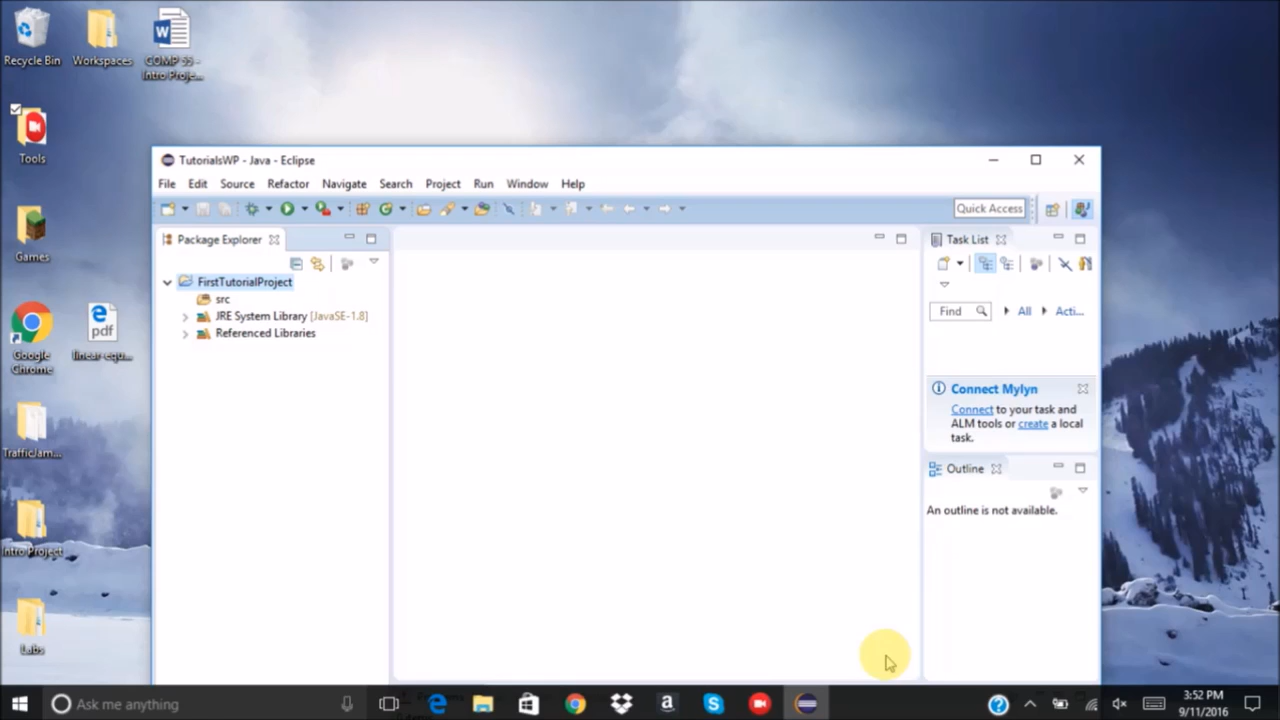 Recycle Bin
Workspaces
COMP 55 -
Intro Proje...
Tools
Games
Google
Chrome
pdf
linear-equ...
TrafficJam...
Intro Project
Labs
TutorialsWP - Java - Eclipse
File Edit Source Refactor Navigate Search Project Run Window Help
Quick Access
Package Explorer
FirstTutorialProject
src
JRE System Library [JavaSE-1.8]
Referenced Libraries
Task List
Find
All
Acti...
Connect Mylyn
Connect to your task and
ALM tools or create a local
task.
Outline
An outline is not available.
Ask me anything
3:52 PM
9/11/2016